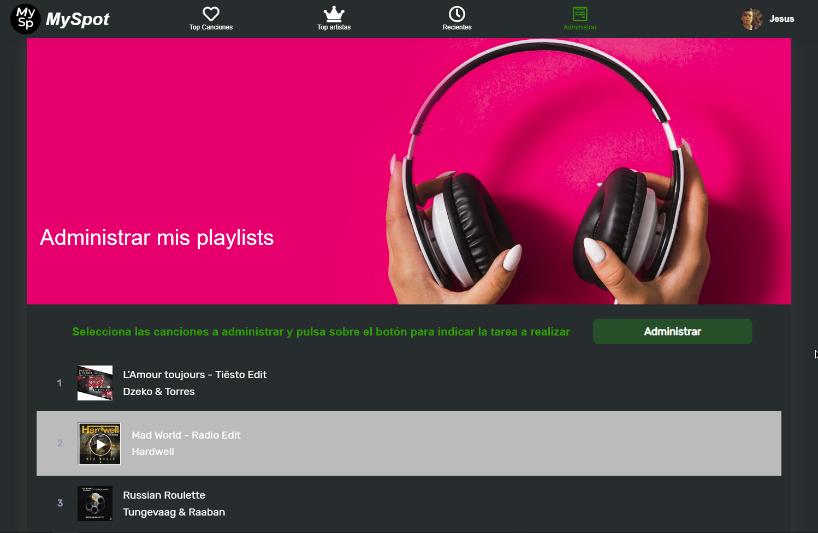 My
Sp
MySpot
Top Canciones
Top artistas
Recientes
Administrar
Jesus
Administrar mis playlists
Selecciona las canciones a administrar y pulsa sobre el botón para indicar la tarea a realizar
Administrar
1
L'Amour toujours - Tiësto Edit
Dzeko & Torres
2
Hardwell
Mad World - Radio Edit
Hardwell
3
Russian Roulette
Tungevaag & Raaban